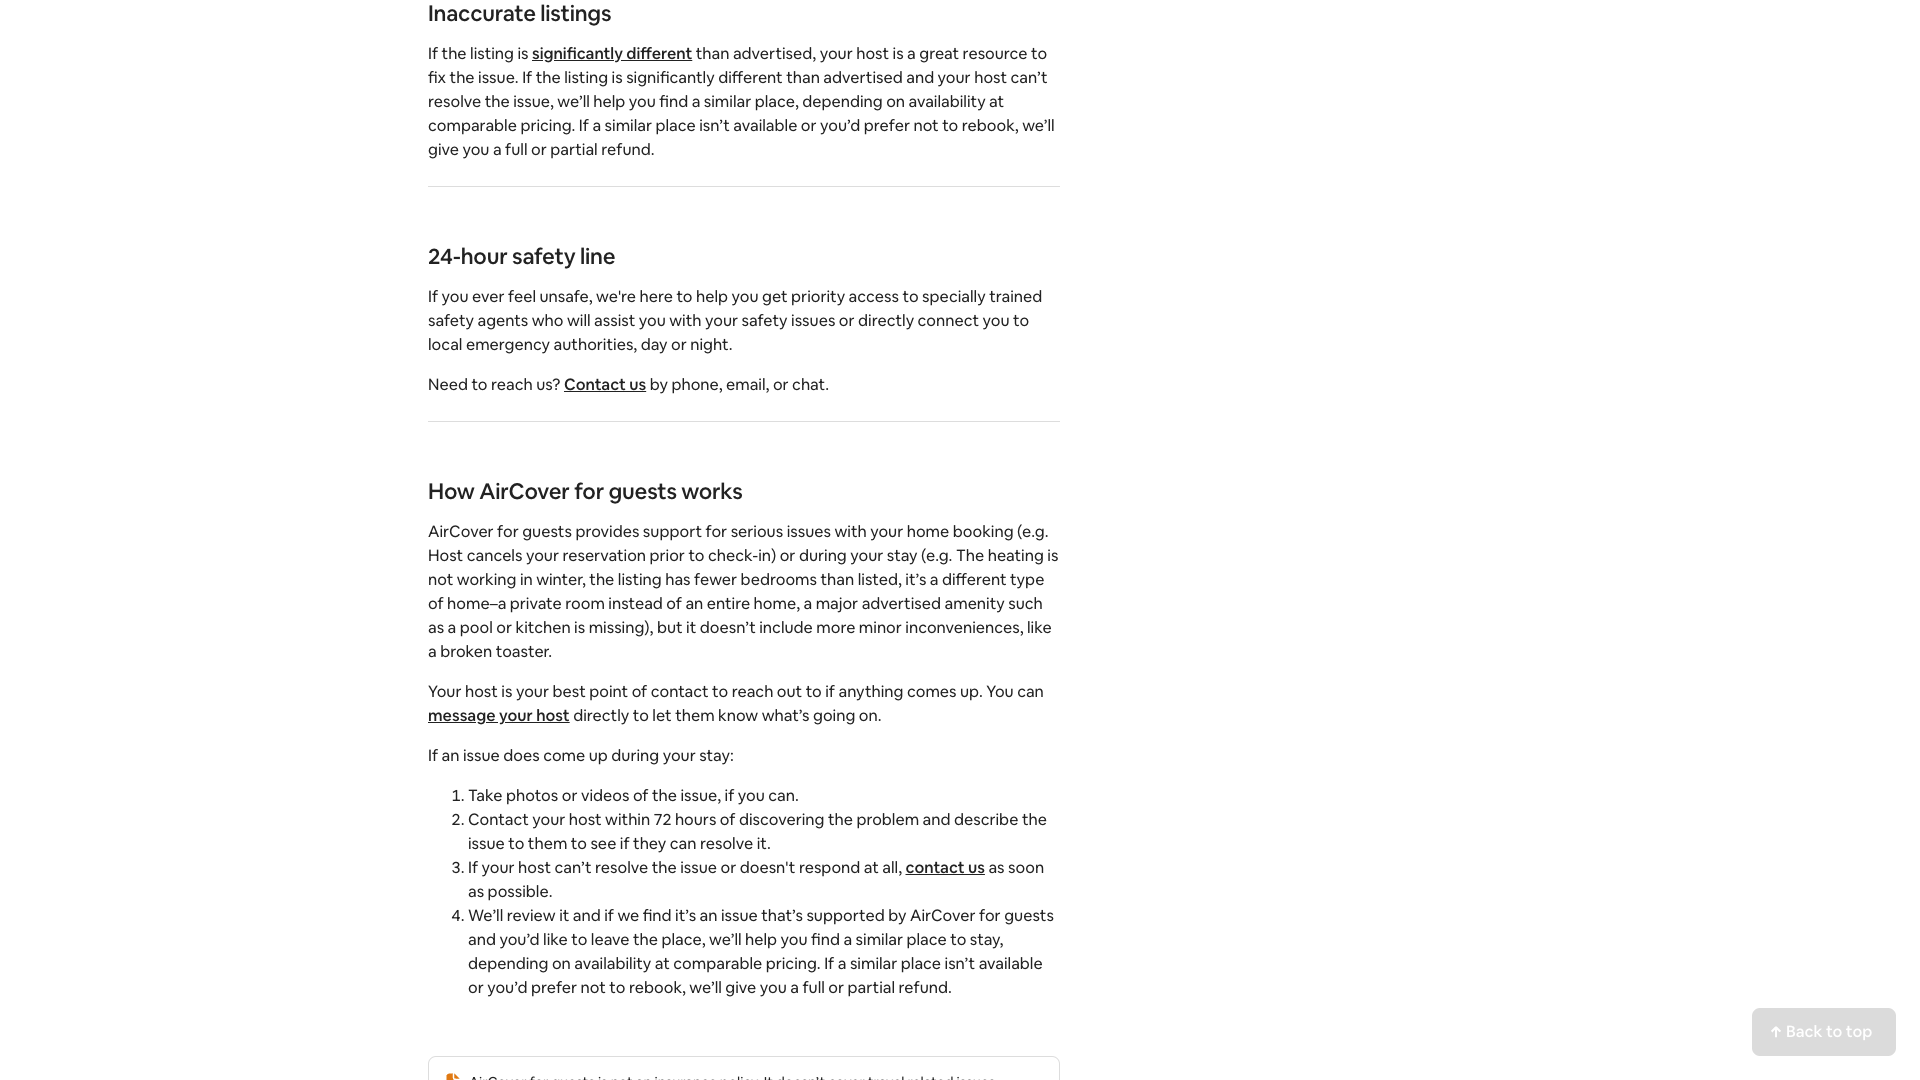 Inaccurate listings
If the listing is significantly different than advertised, your host is a great resource to
fix the issue. If the listing is significantly different than advertised and your host can’t
resolve the issue, we’ll help you find a similar place, depending on availability at
comparable pricing. If a similar place isn’t available or you’d prefer not to rebook, we’ll
give you a full or partial refund.
24-hour safety line
If you ever feel unsafe, we're here to help you get priority access to specially trained
safety agents who will assist you with your safety issues or directly connect you to
local emergency authorities, day or night.
Need to reach us? Contact us by phone, email, or chat.
How AirCover for guests works
AirCover for guests provides support for serious issues with your home booking (e.g.
Host cancels your reservation prior to check-in) or during your stay (e.g. The heating is
not working in winter, the listing has fewer bedrooms than listed, it’s a different type
of home–a private room instead of an entire home, a major advertised amenity such
as a pool or kitchen is missing), but it doesn’t include more minor inconveniences, like
a broken toaster.
Your host is your best point of contact to reach out to if anything comes up. You can
message your host directly to let them know what’s going on.
If an issue does come up during your stay:
1. Take photos or videos of the issue, if you can.
2. Contact your host within 72 hours of discovering the problem and describe the
issue to them to see if they can resolve it.
3. If your host can’t resolve the issue or doesn't respond at all, contact us as soon
as possible.
4. We’ll review it and if we find it’s an issue that’s supported by AirCover for guests
and you’d like to leave the place, we’ll help you find a similar place to stay,
depending on availability at comparable pricing. If a similar place isn’t available
or you’d prefer not to rebook, we’ll give you a full or partial refund.
↑ Back to top
AirCover for guests is not an insurance policy. It doesn’t cover travel related issues